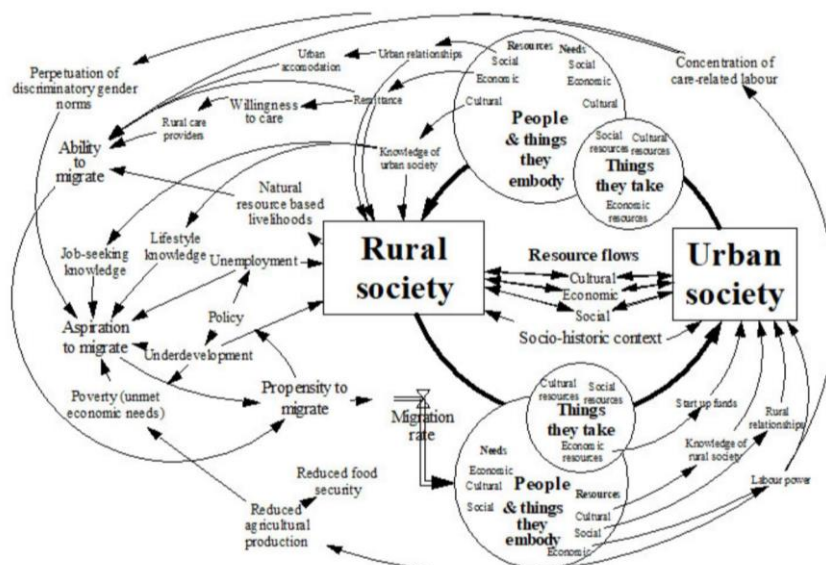 Perpetuation of
discriminatory gender
norms
Urban
accomodation
Urban relationships
Resources
Needs
Social
Economic
Cultural
Social
Economic
Cultural
People
& things
they
embody
Concentration of
care-related labour
Willingness
to care
Remittance
Rural care
providers
Ability
to
migrate
Knowledge of
urban society
Social
resources
Cultural
resources
Things
they take
Economic
resources
Natural
resource based
livelihoods
Job-seeking
knowledge
Lifestyle
knowledge
Unemployment
Rural
society
Resource flows
Cultural
Economic
Social
Urban
society
Socio-historic context
Aspiration
to migrate
Policy
Underdevelopment
Poverty (unmet
economic needs)
Propensity to
migrate
Migration
rate
Cultural
resources
Social
resources
Things
they take
Economic
resources
Start up funds
Rural
relationships
Knowledge of
rural society
Labour power
Needs
Economic
Cultural
Social
People
& things
they
embody
Resources
Cultural
Social
Economic
Reduced food
security
Reduced
agricultural
production